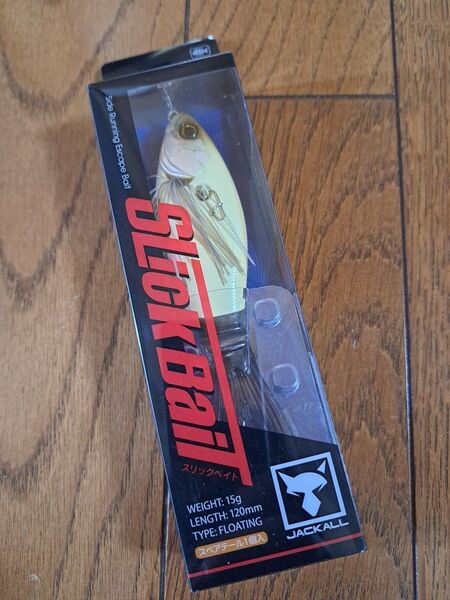 Side Running Escape Bait
SLICK BAIT
スリックベイト
WEIGHT: 15g
LENGTH: 120mm
TYPE: FLOATING
スペアテール1個入
JACKALL